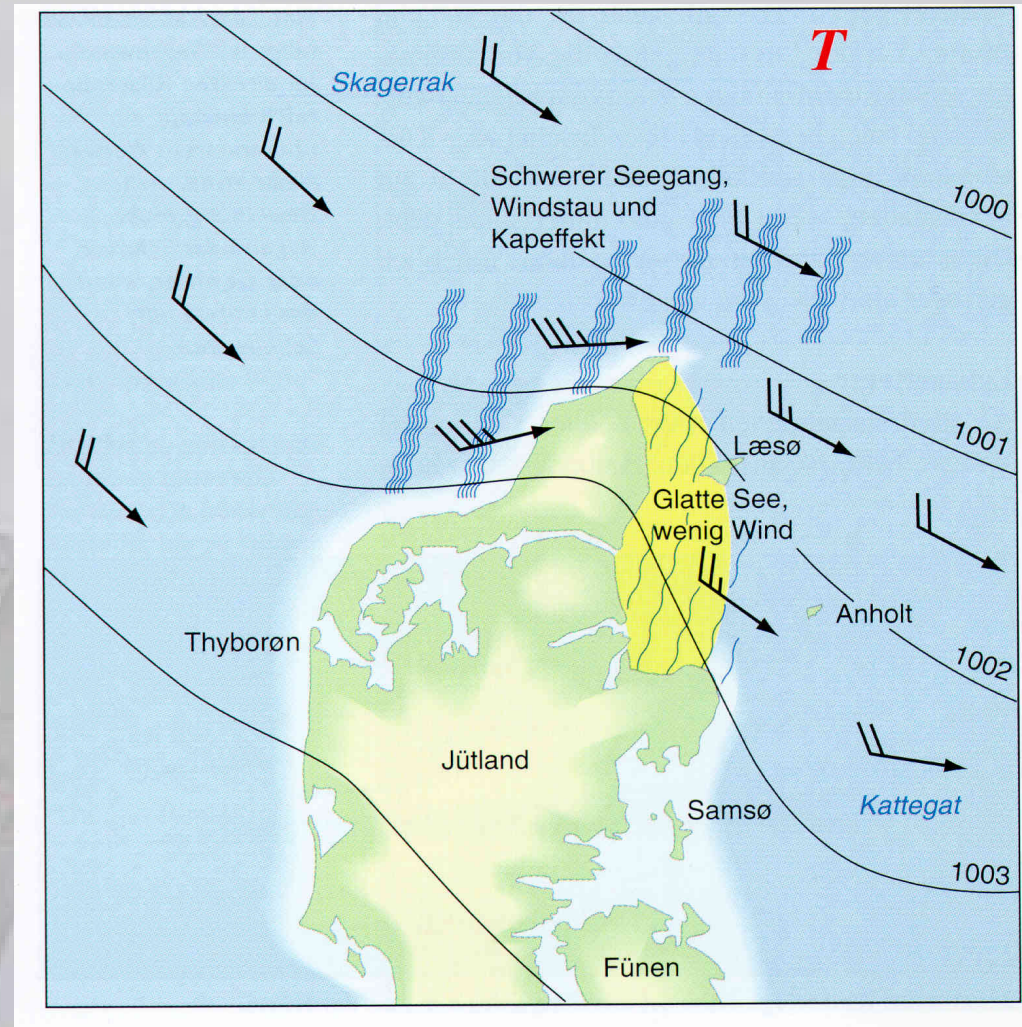 T
Skagerrak
Schwerer Seegang,
Windstau und
Kapeffekt
1000
1001
Læsø
Glatte See,
wenig Wind
Anholt
Thyborøn
1002
Jütland
Samsø
Kattegat
1003
Fünen